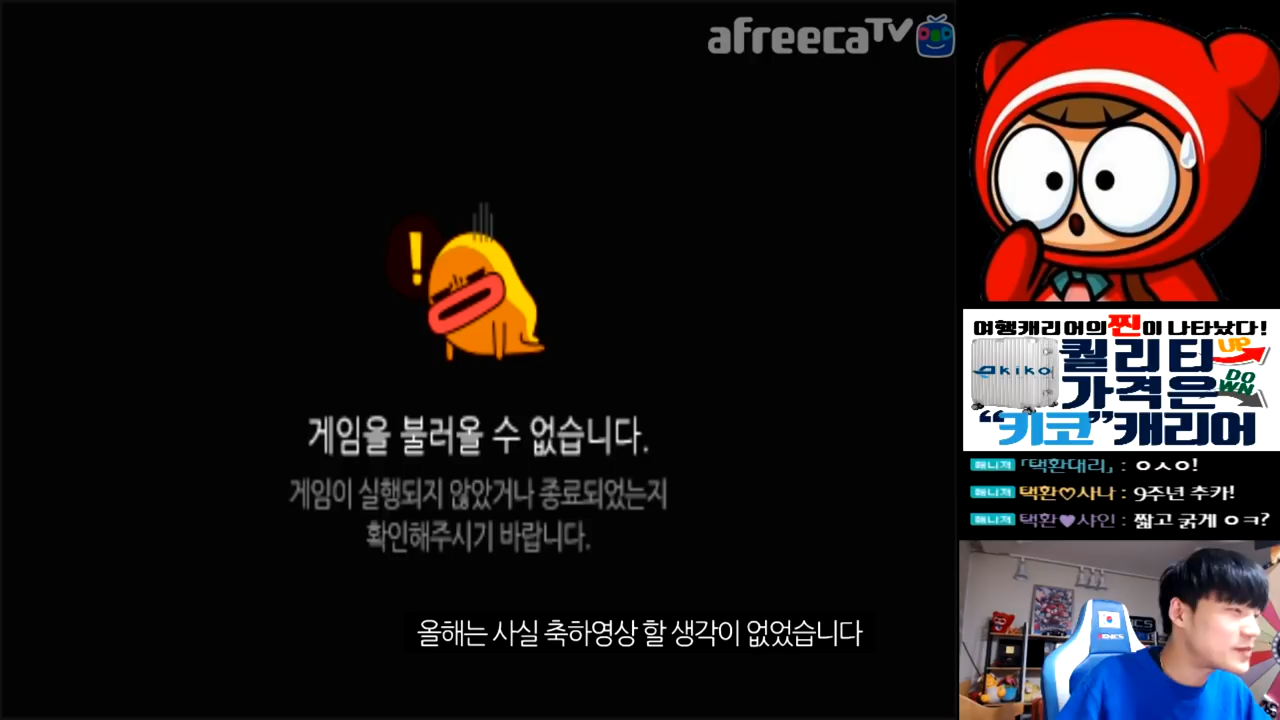 afreecaTV
!
게임을 불러올 수 없습니다.
게임이 실행되지 않았거나 종료되었는지
확인해주시기 바랍니다.
올해는 사실 축하영상 할 생각이 없었습니다
여행캐리어의찐이 나타났다!
퀄리티 UP
akiko
가격은 DOWN
“키코”캐리어
매니저 「택환대리」 : ㅇㅅㅇ!
매니저 택환♡사나 : 9주년 추카!
매니저 택환♥샤인 : 짧고 굵게 ㅇㅋ?